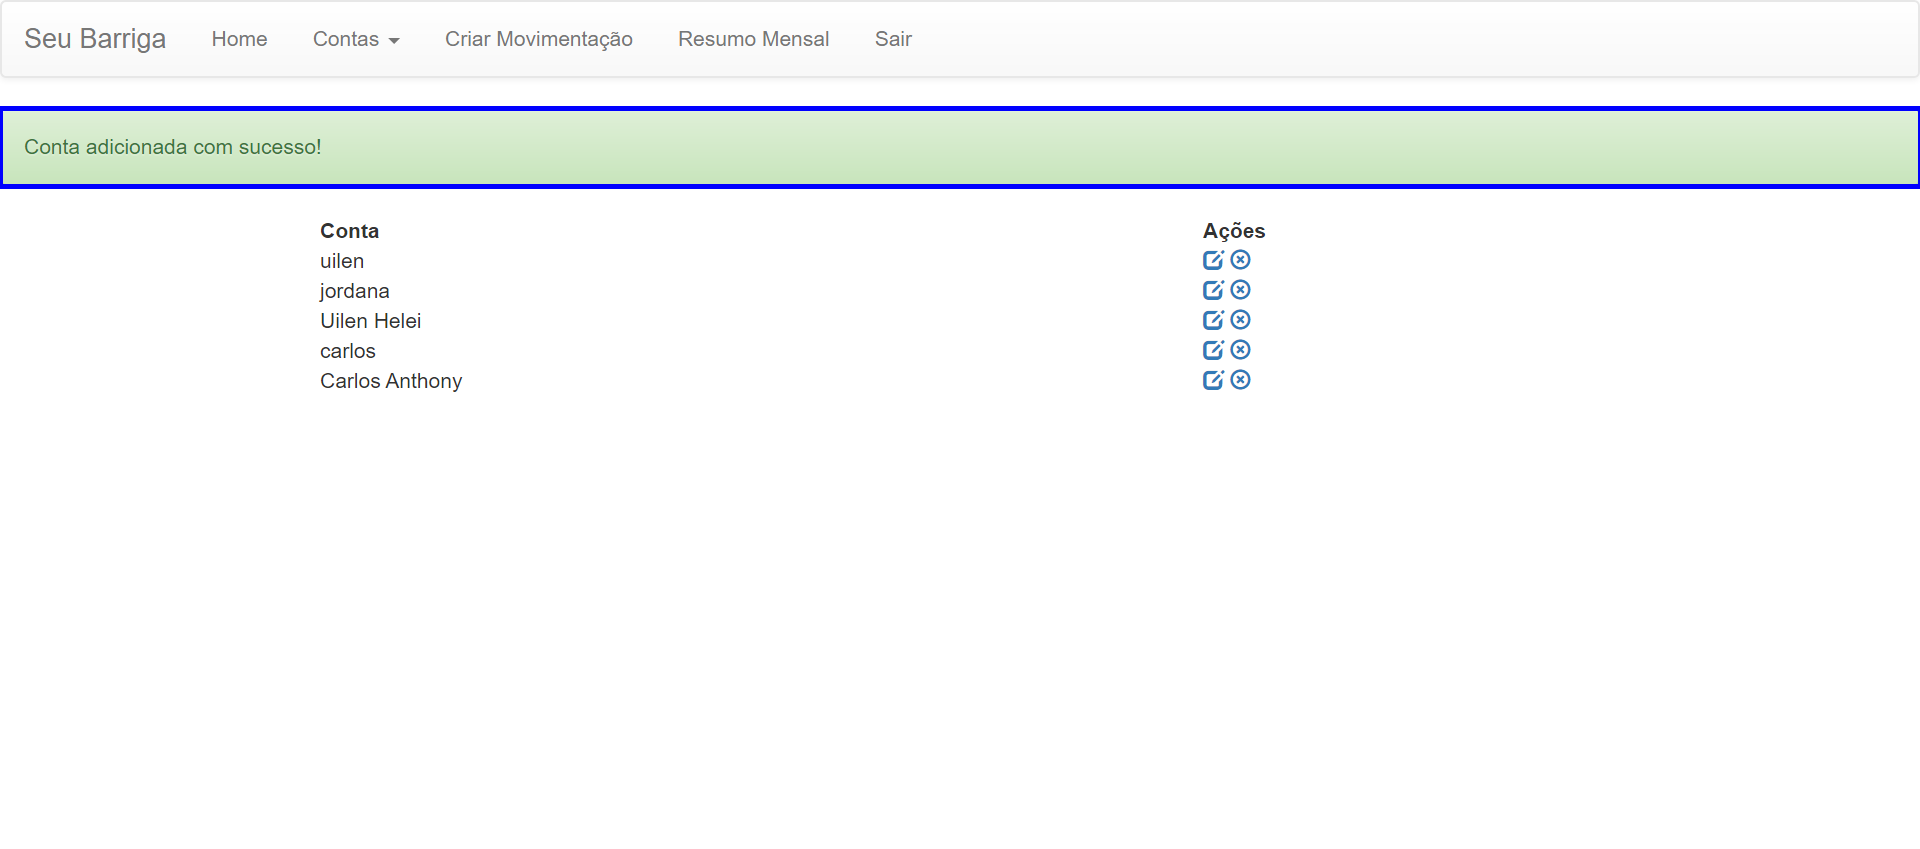 Seu Barriga Home Contas Criar Movimentação Resumo Mensal Sair
Conta adicionada com sucesso!
Conta Ações
uilen
jordana
Uilen Helei
carlos
Carlos Anthony